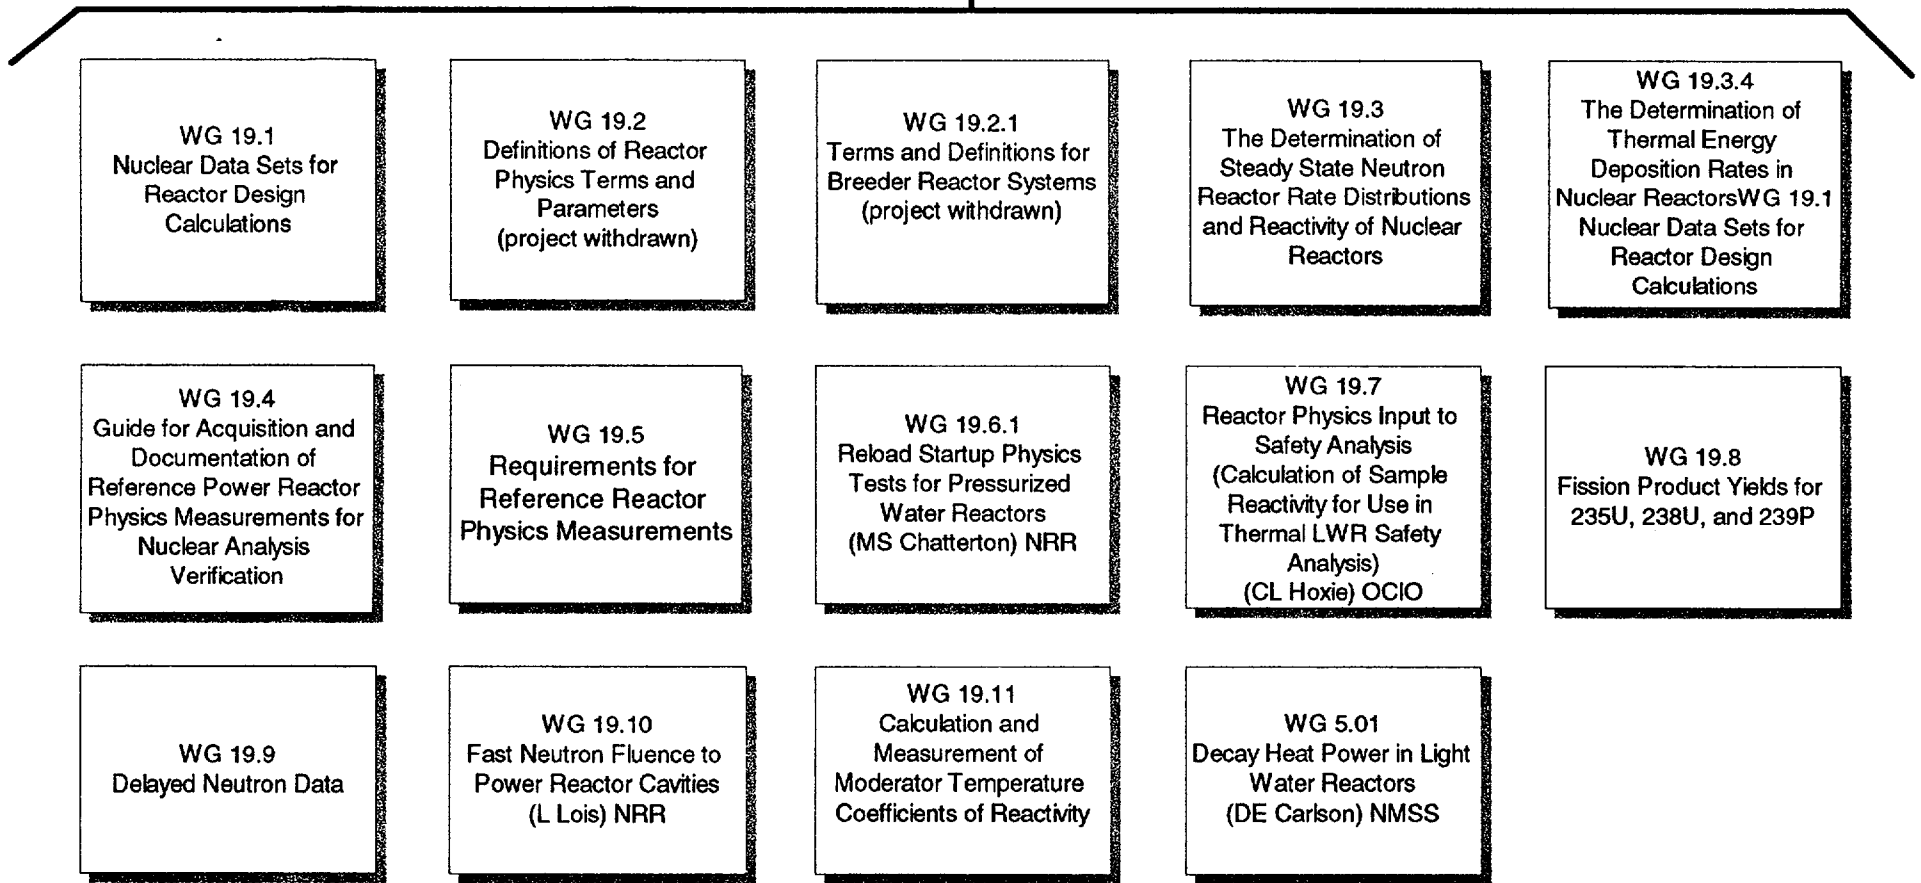 WG 19.1
Nuclear Data Sets for
Reactor Design
Calculations
WG 19.2
Definitions of Reactor
Physics Terms and
Parameters
(project withdrawn)
WG 19.2.1
Terms and Definitions for
Breeder Reactor Systems
(project withdrawn)
WG 19.3
The Determination of
Steady State Neutron
Reactor Rate Distributions
and Reactivity of Nuclear
Reactors
WG 19.3.4
The Determination of
Thermal Energy
Deposition Rates in
Nuclear ReactorsWG 19.1
Nuclear Data Sets for
Reactor Design
Calculations
WG 19.4
Guide for Acquisition and
Documentation of
Reference Power Reactor
Physics Measurements for
Nuclear Analysis
Verification
WG 19.5
Requirements for
Reference Reactor
Physics Measurements
WG 19.6.1
Reload Startup Physics
Tests for Pressurized
Water Reactors
(MS Chatterton) NRR
WG 19.7
Reactor Physics Input to
Safety Analysis
(Calculation of Sample
Reactivity for Use in
Thermal LWR Safety
Analysis)
(CL Hoxie) OCIO
WG 19.8
Fission Product Yields for
235U, 238U, and 239P
WG 19.9
Delayed Neutron Data
WG 19.10
Fast Neutron Fluence to
Power Reactor Cavities
(L Lois) NRR
WG 19.11
Calculation and
Measurement of
Moderator Temperature
Coefficients of Reactivity
WG 5.01
Decay Heat Power in Light
Water Reactors
(DE Carlson) NMSS